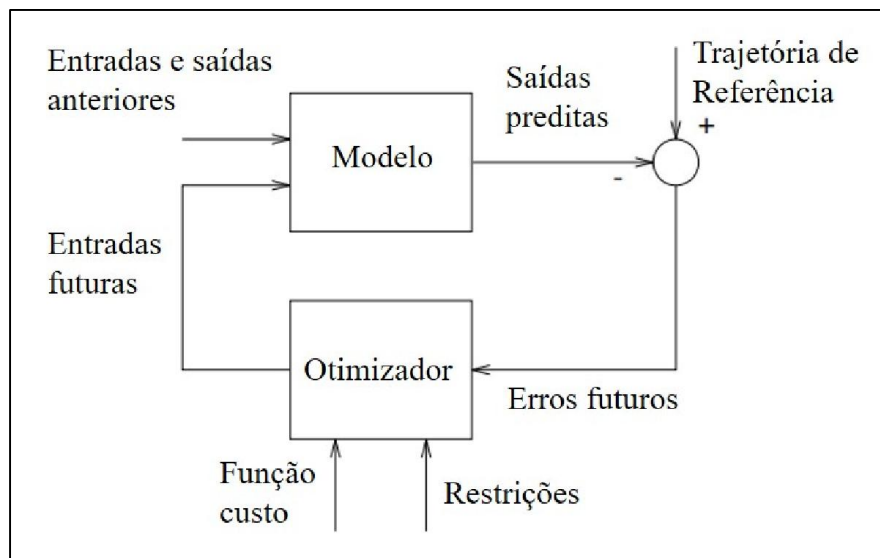 Entradas e saídas
anteriores
Modelo
Saídas
preditas
Trajetória de
Referência
+
-
Entradas
futuras
Otimizador
Erros futuros
Função
custo
Restrições